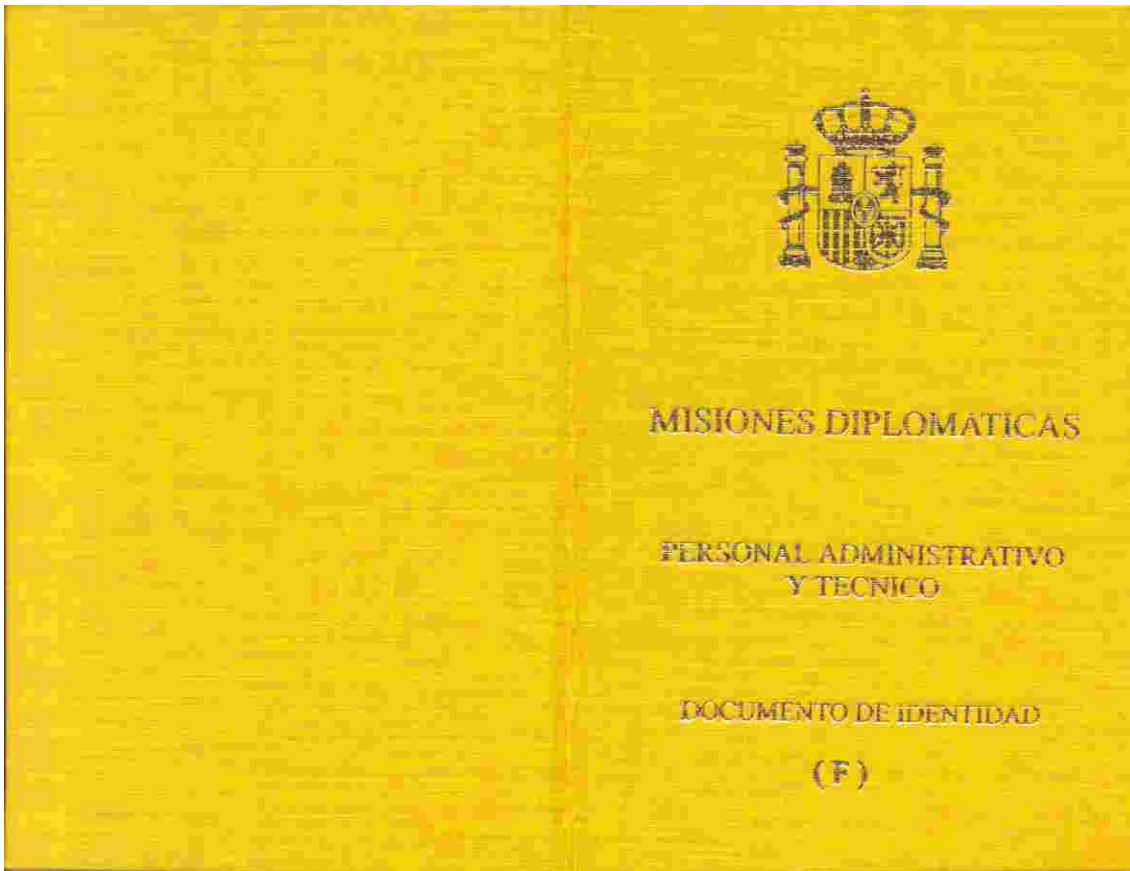 MISIONES DIPLOMATICAS
PERSONAL ADMINISTRATIVO
Y TECNICO
DOCUMENTO DE IDENTIDAD
(F)